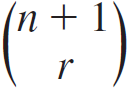 (n + 1)
r